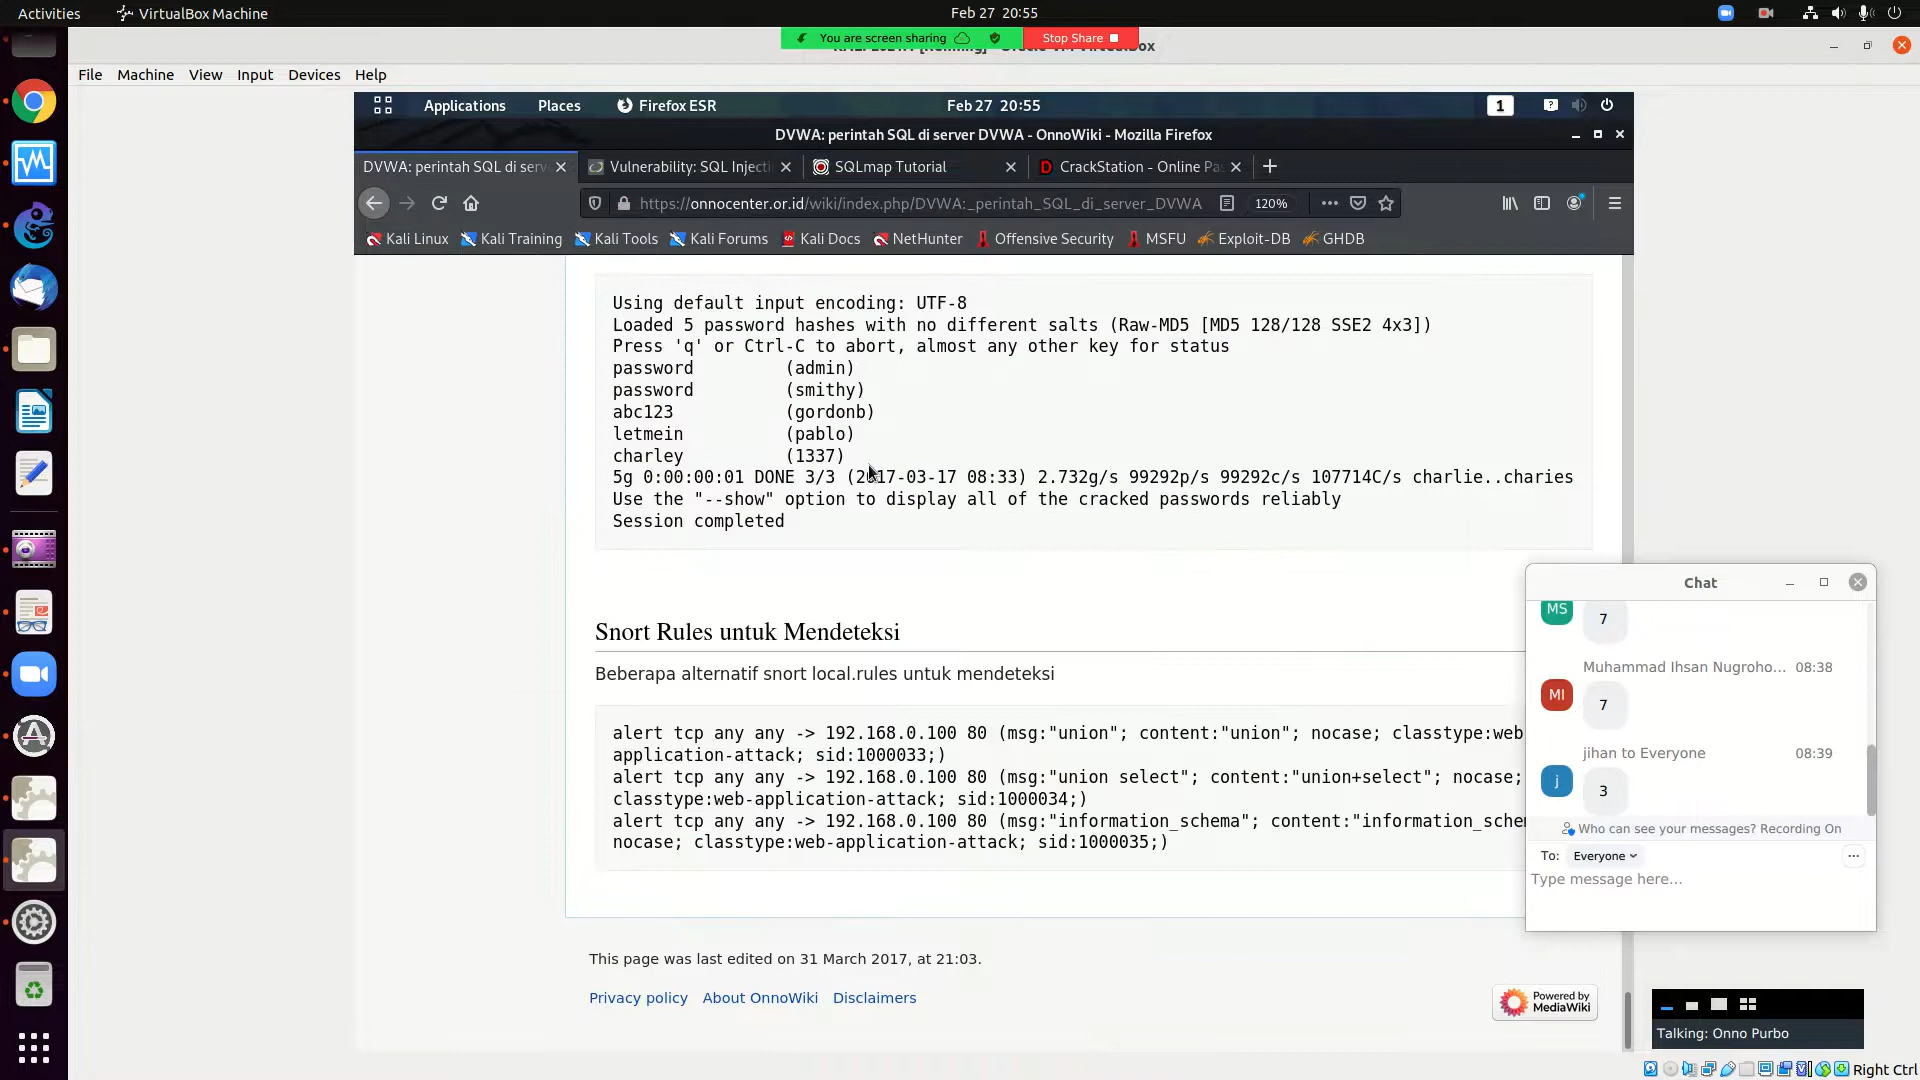 Activities
VirtualBox Machine
Feb 27 20:55
You are screen sharing
Stop Share
File Machine View Input Devices Help
Applications Places Firefox ESR
Feb 27 20:55
1
DVWA: perintah SQL di server DVWA - OnnoWiki - Mozilla Firefox
DVWA: perintah SQL di serv
Vulnerability: SQL Injecti
SQLmap Tutorial
CrackStation - Online Pa
https://onnocenter.or.id/wiki/index.php/DVWA:_perintah_SQL_di_server_DVWA
120%
Kali Linux Kali Training Kali Tools Kali Forums Kali Docs NetHunter Offensive Security MSFU Exploit-DB GHDB
Using default input encoding: UTF-8
Loaded 5 password hashes with no different salts (Raw-MD5 [MD5 128/128 SSE2 4x3])
Press 'q' or Ctrl-C to abort, almost any other key for status
password (admin)
password (smithy)
abc123 (gordonb)
letmein (pablo)
charley (1337)
5g 0:00:00:01 DONE 3/3 (2017-03-17 08:33) 2.732g/s 99292p/s 99292c/s 107714C/s charlie..charies
Use the "--show" option to display all of the cracked passwords reliably
Session completed
Snort Rules untuk Mendeteksi
Beberapa alternatif snort local.rules untuk mendeteksi
alert tcp any any -> 192.168.0.100 80 (msg:"union"; content:"union"; nocase; classtype:web
application-attack; sid:1000033;)
alert tcp any any -> 192.168.0.100 80 (msg:"union select"; content:"union+select"; nocase;
classtype:web-application-attack; sid:1000034;)
alert tcp any any -> 192.168.0.100 80 (msg:"information_schema"; content:"information_schem
nocase; classtype:web-application-attack; sid:1000035;)
This page was last edited on 31 March 2017, at 21:03.
Privacy policy About OnnoWiki Disclaimers
Powered by
MediaWiki
Chat
MS
7
Muhammad Ihsan Nugroho... 08:38
MI
7
jihan to Everyone 08:39
j
3
Who can see your messages? Recording On
To: Everyone
Type message here...
Talking: Onno Purbo
Right Ctrl